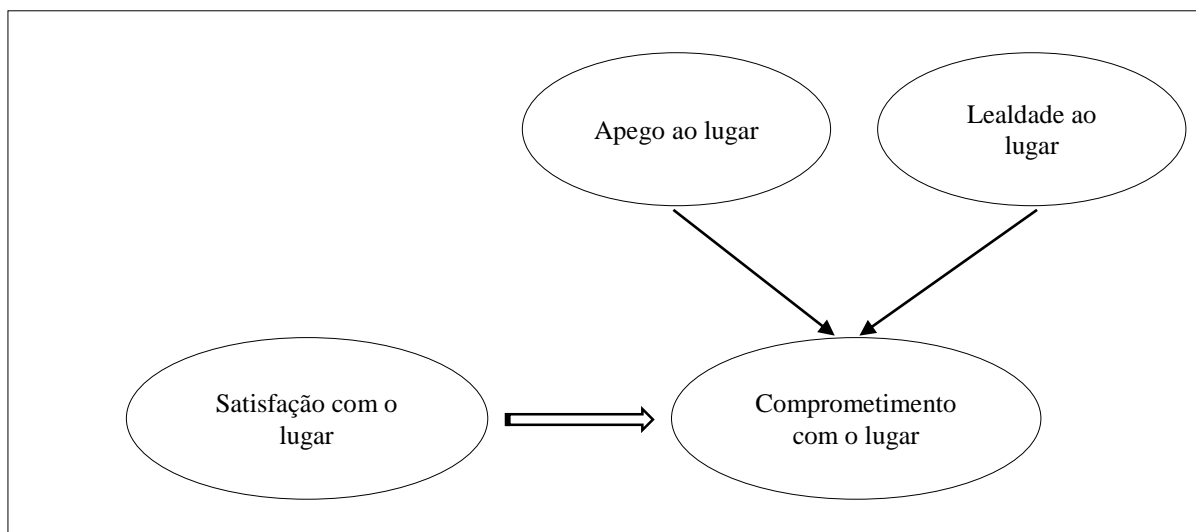 Apego ao lugar
Lealdade ao
lugar
Satisfação com o
lugar
Comprometimento
com o lugar